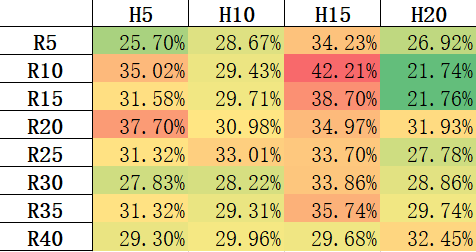 H5 H10 H15 H20
R5 25.70% 28.67% 34.23% 26.92%
R10 35.02% 29.43% 42.21% 21.74%
R15 31.58% 29.71% 38.70% 21.76%
R20 37.70% 30.98% 34.97% 31.93%
R25 31.32% 33.01% 33.70% 27.78%
R30 27.83% 28.22% 33.86% 28.86%
R35 31.32% 29.31% 35.74% 29.74%
R40 29.30% 29.96% 29.68% 32.45%